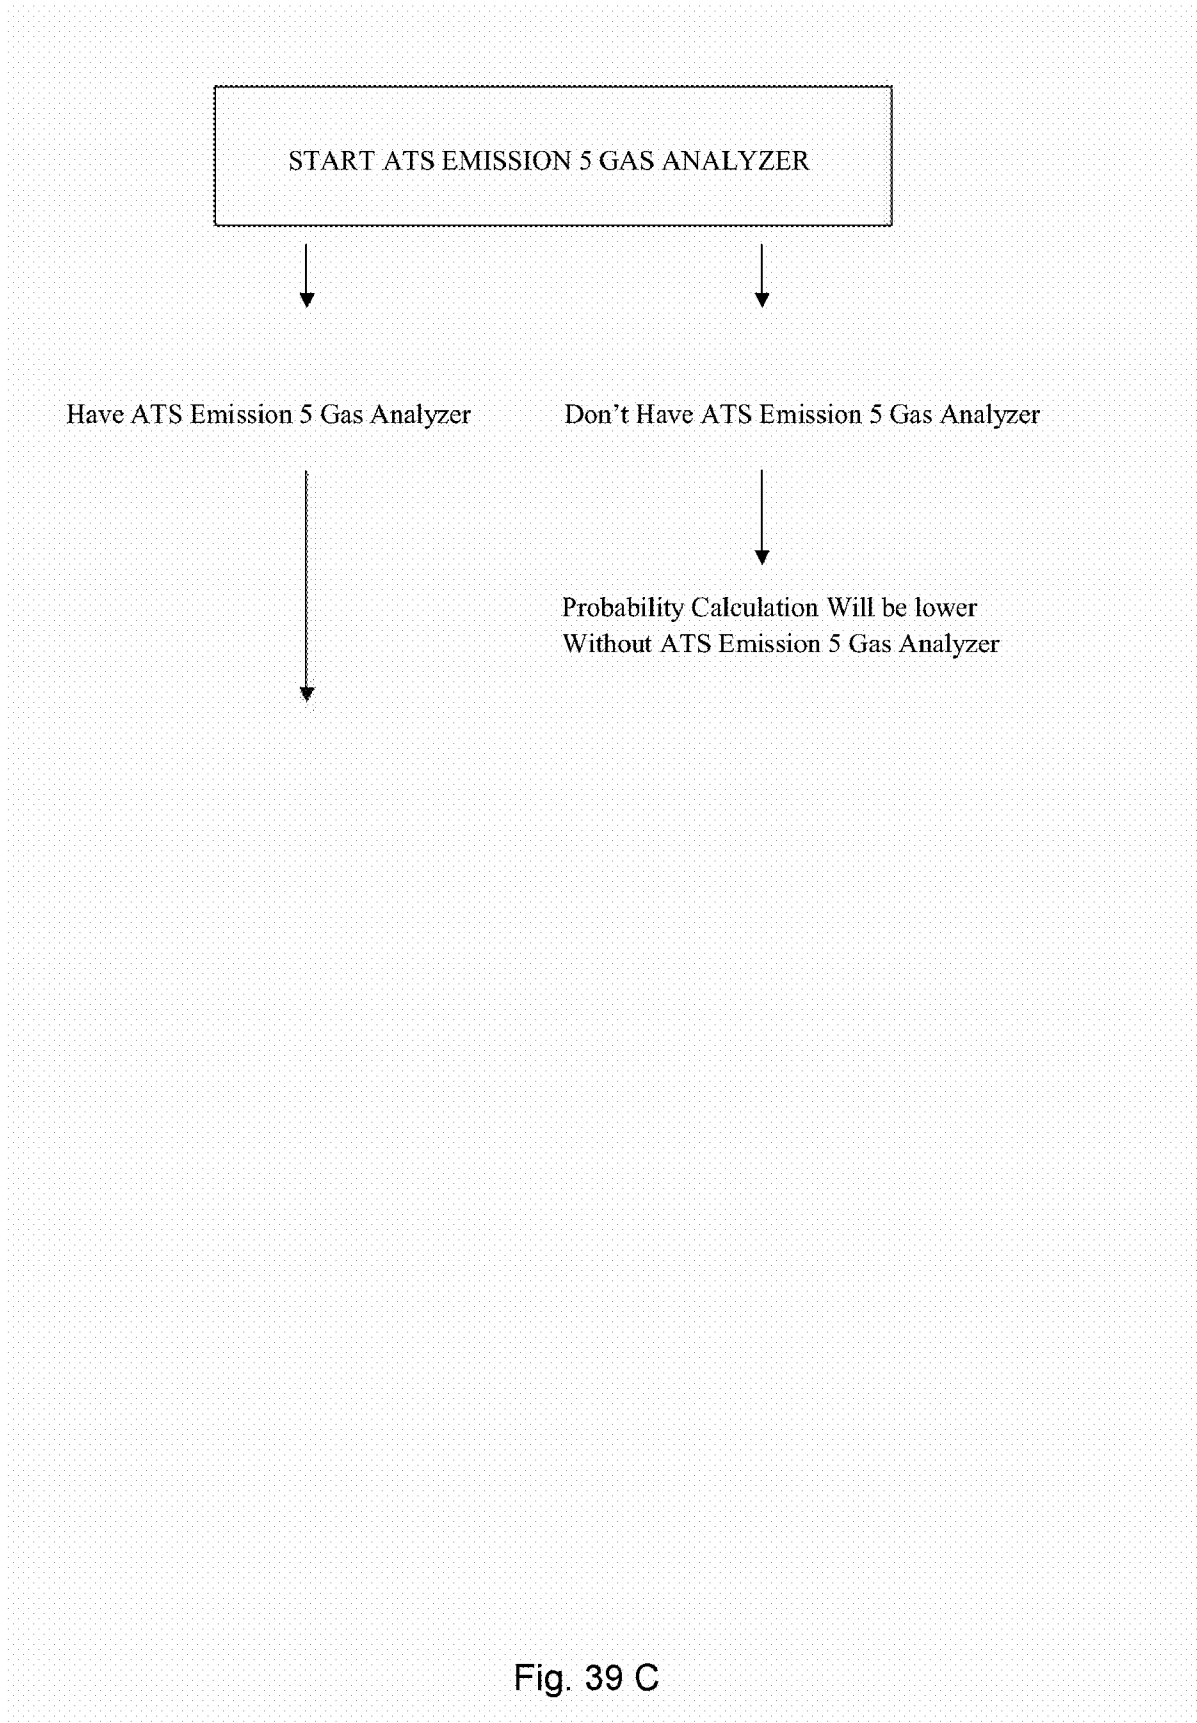 START ATS EMISSION 5 GAS ANALYZER
Have ATS Emission 5 Gas Analyzer
Don't Have ATS Emission 5 Gas Analyzer
Probability Calculation Will be lower
Without ATS Emission 5 Gas Analyzer
Fig. 39 C